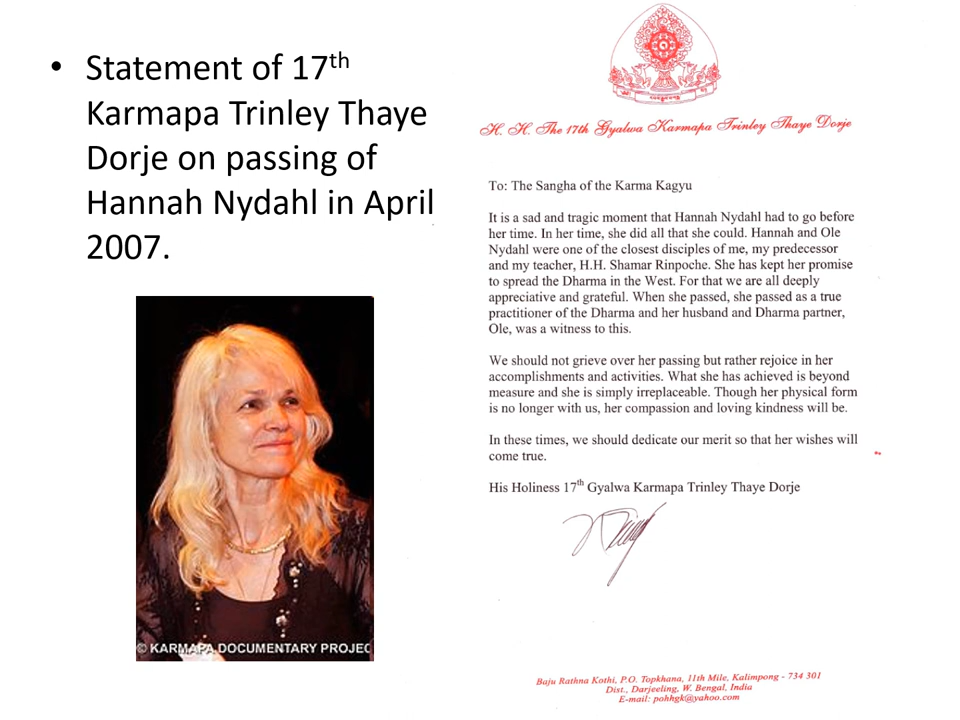 • Statement of 17th
Karmapa Trinley Thaye
Dorje on passing of
Hannah Nydahl in April
2007.
© KARMAPA DOCUMENTARY PROJEC
H. H. The 17th Gyalwa Karmapa Trinley Thaye Dorje
To: The Sangha of the Karma Kagyu
It is a sad and tragic moment that Hannah Nydahl had to go before
her time. In her time, she did all that she could. Hannah and Ole
Nydahl were one of the closest disciples of me, my predecessor
and my teacher, H.H. Shamar Rinpoche. She has kept her promise
to spread the Dharma in the West. For that we are all deeply
appreciative and grateful. When she passed, she passed as a true
practitioner of the Dharma and her husband and Dharma partner,
Ole, was a witness to this.
We should not grieve over her passing but rather rejoice in her
accomplishments and activities. What she has achieved is beyond
measure and she is simply irreplaceable. Though her physical form
is no longer with us, her compassion and loving kindness will be.
In these times, we should dedicate our merit so that her wishes will
come true.
His Holiness 17th Gyalwa Karmapa Trinley Thaye Dorje
Baju Rathna Kothi, P.O. Topkhana, 11th Mile, Kalimpong - 734 301
Dist., Darjeeling, W. Bengal, India
E-mail: pohhgk@yahoo.com